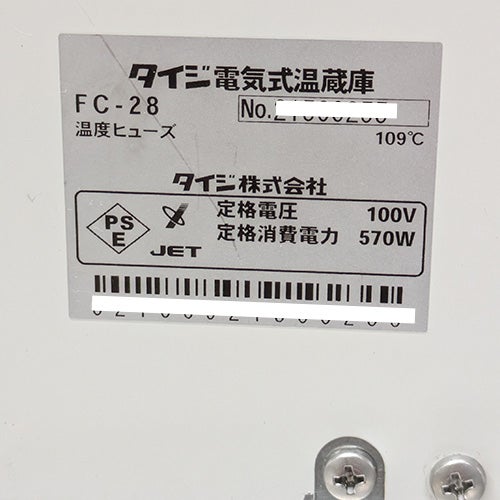 タイジ電気式温蔵庫
FC-28 No.
温度ヒューズ 109℃
タイジ株式会社
PS
E
JET
定格電圧 100V
定格消費電力 570W